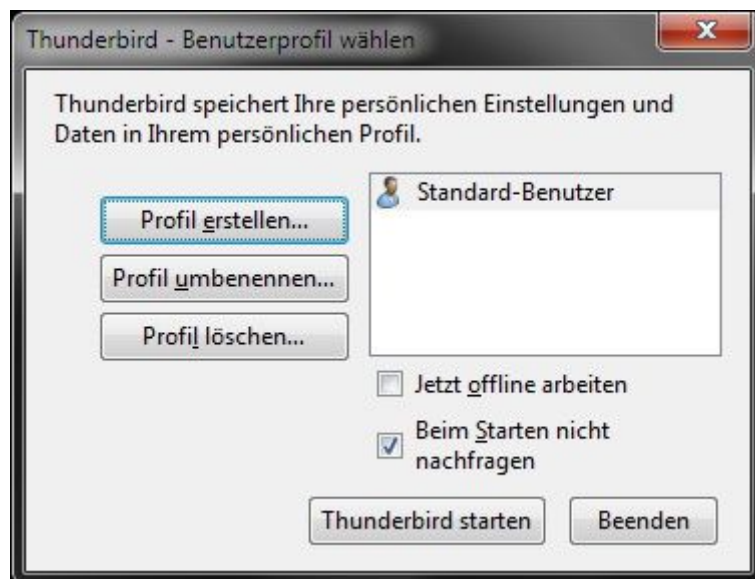 Thunderbird - Benutzerprofil wählen
Thunderbird speichert Ihre persönlichen Einstellungen und
Daten in Ihrem persönlichen Profil.
Profil erstellen...
Profil umbenennen...
Profil löschen...
Standard-Benutzer
Jetzt offline arbeiten
Beim Starten nicht
nachfragen
Thunderbird starten
Beenden